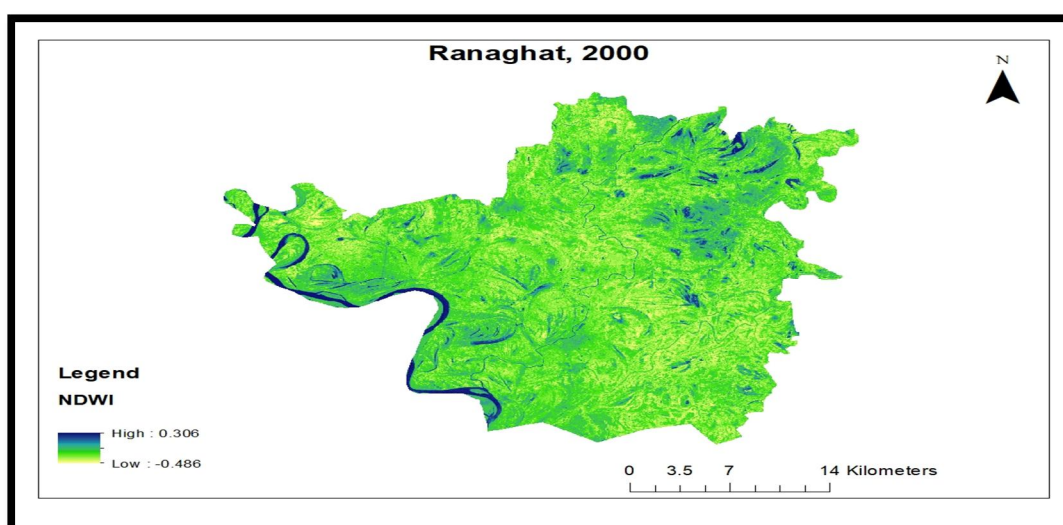 Ranaghat, 2000
N
Legend
NDWI
High : 0.306
Low : -0.486
0 3.5 7 14 Kilometers